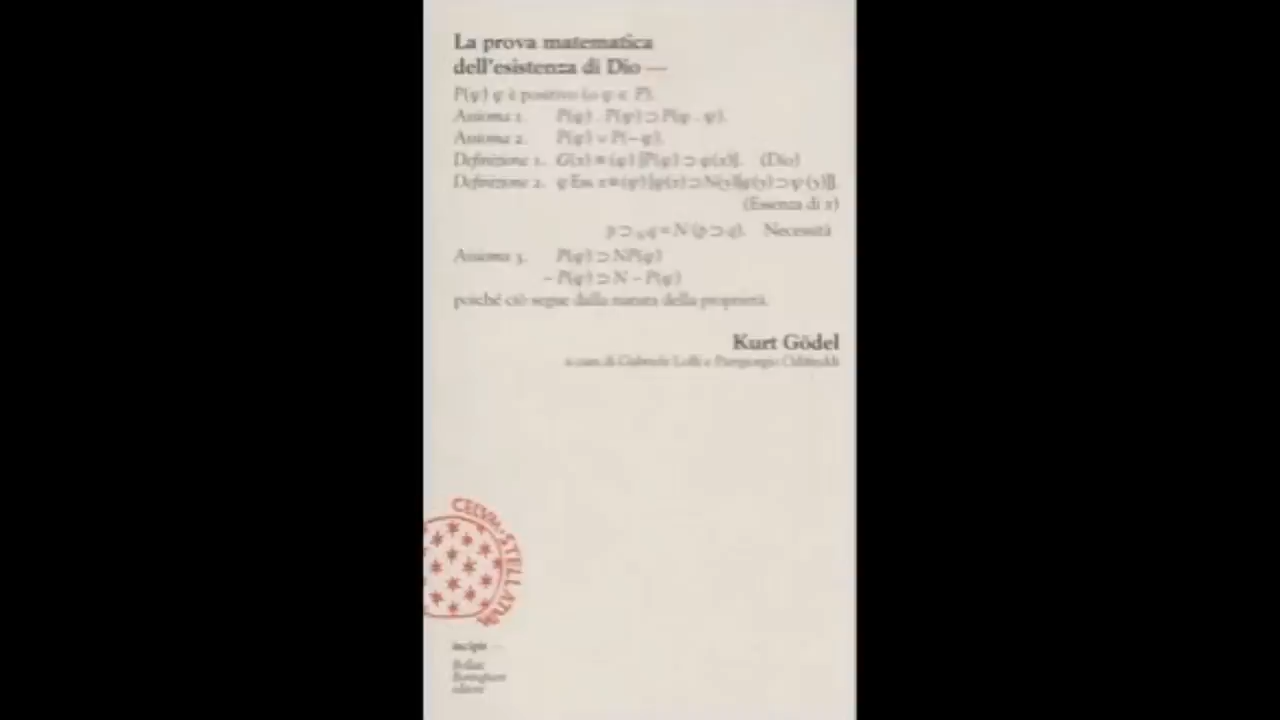 La prova matematica
dell'esistenza di Dio —
P(φ) φ è positivo (o φ ∈ P).
Assioma 1. P(φ) . P(ψ) ⊃ P(φ . ψ).
Assioma 2. P(φ) ∨ P(∼φ).
Definizione 1. G(x) ≡ (φ) [P(φ) ⊃ φ(x)]. (Dio)
Definizione 2. φ Ess. x ≡ (ψ) [ψ(x) ⊃ N(y)[φ(y) ⊃ ψ(y)]].
(Essenza di x)
p ⊃ N q = N (p ⊃ q). Necessità
Assioma 3. P(φ) ⊃ NP(φ)
∼ P(φ) ⊃ N ∼ P(φ)
poiché ciò segue dalla natura della proprietà.
Kurt Gödel
a cura di Gabriele Lolli e Piergiorgio Odifreddi
CELVM · STELLATVM
incipit
Bollati
Boringhieri
editore